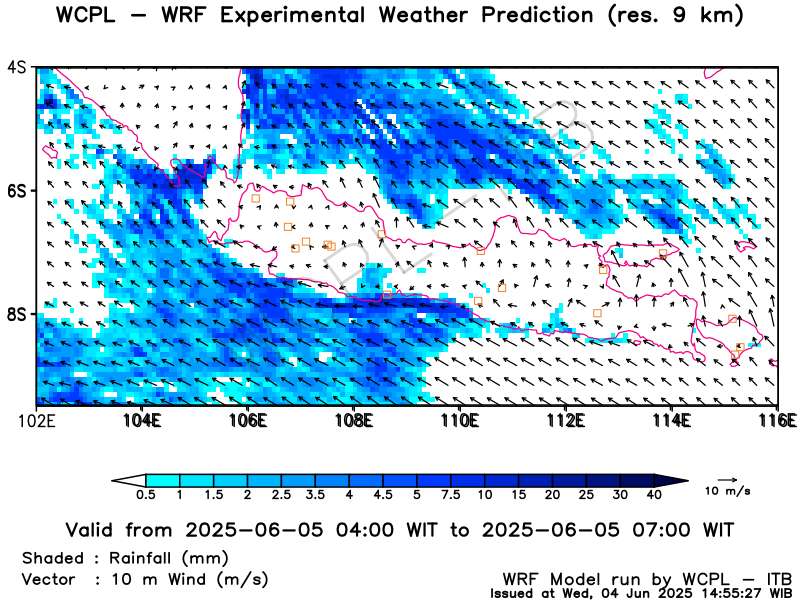 WCPL − WRF Experimental Weather Prediction (res. 9 km)
4S
6S
8S
102E 104E 106E 108E 110E 112E 114E 116E
0.5 1 1.5 2 2.5 3.5 4 4.5 5 7.5 10 15 20 25 30 40
10 m/s
Valid from 2025−06−05 04:00 WIT to 2025−06−05 07:00 WIT
Shaded : Rainfall (mm)
Vector : 10 m Wind (m/s)
WRF Model run by WCPL − ITB
Issued at Wed, 04 Jun 2025 14:55:27 WIB